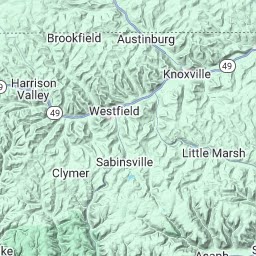 Brookfield
Austinburg
Knoxville
49
Harrison
Valley
49
Westfield
Sabinsville
Little Marsh
Clymer